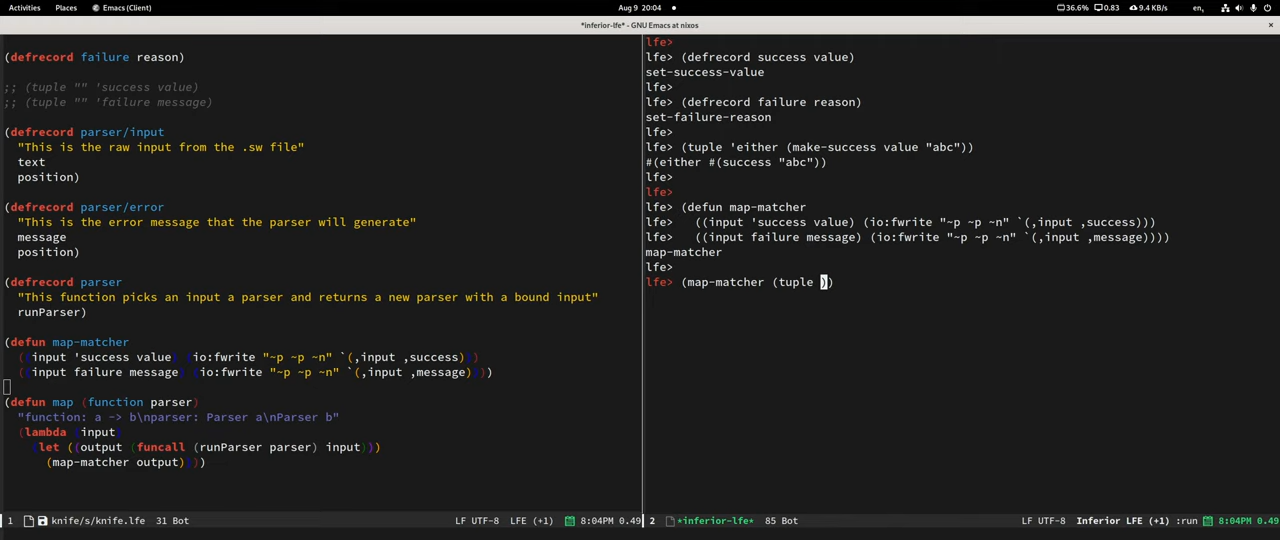 Activities Places Emacs (Client) Aug 9 20:04 36.6% 0.83 9.4 KB/s en,
*inferior-lfe* - GNU Emacs at nixos ×
(defrecord failure reason)
;; (tuple "" 'success value)
;; (tuple "" 'failure message)
(defrecord parser/input
"This is the raw input from the .sw file"
text
position)
(defrecord parser/error
"This is the error message that the parser will generate"
message
position)
(defrecord parser
"This function picks an input a parser and returns a new parser with a bound input"
runParser)
(defun map-matcher
((input 'success value) (io:fwrite "~p ~p ~n" `(,input ,success)))
((input failure message) (io:fwrite "~p ~p ~n" `(,input ,message))))
(defun map (function parser)
"function: a -> b\nparser: Parser a\nParser b"
(lambda (input)
(let ((output (funcall (runParser parser) input)))
(map-matcher output))))
1 knife/s/knife.lfe 31 Bot LF UTF-8 LFE (+1) 8:04PM 0.49
lfe>
lfe> (defrecord success value)
set-success-value
lfe>
lfe> (defrecord failure reason)
set-failure-reason
lfe>
lfe> (tuple 'either (make-success value "abc"))
#(either #(success "abc"))
lfe>
lfe>
lfe> (defun map-matcher
lfe> ((input 'success value) (io:fwrite "~p ~p ~n" `(,input ,success)))
lfe> ((input failure message) (io:fwrite "~p ~p ~n" `(,input ,message))))
map-matcher
lfe>
lfe> (map-matcher (tuple ))
2 *inferior-lfe* 85 Bot LF UTF-8 Inferior LFE (+1) :run 8:04PM 0.49